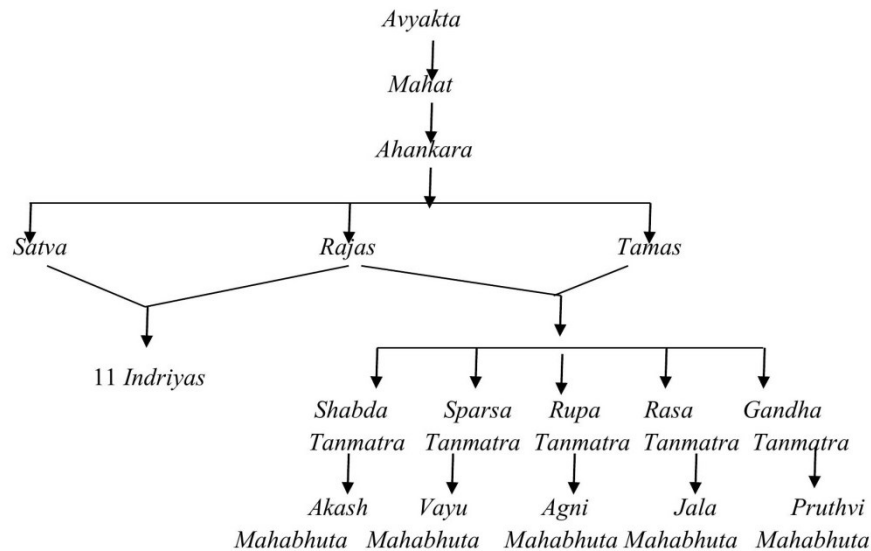 Avyakta
Mahat
Ahankara
Satva Rajas Tamas
11 Indriyas
Shabda Sparsa Rupa Rasa Gandha
Tanmatra Tanmatra Tanmatra Tanmatra Tanmatra
Akash Vayu Agni Jala Pruthvi
Mahabhuta Mahabhuta Mahabhuta Mahabhuta Mahabhuta